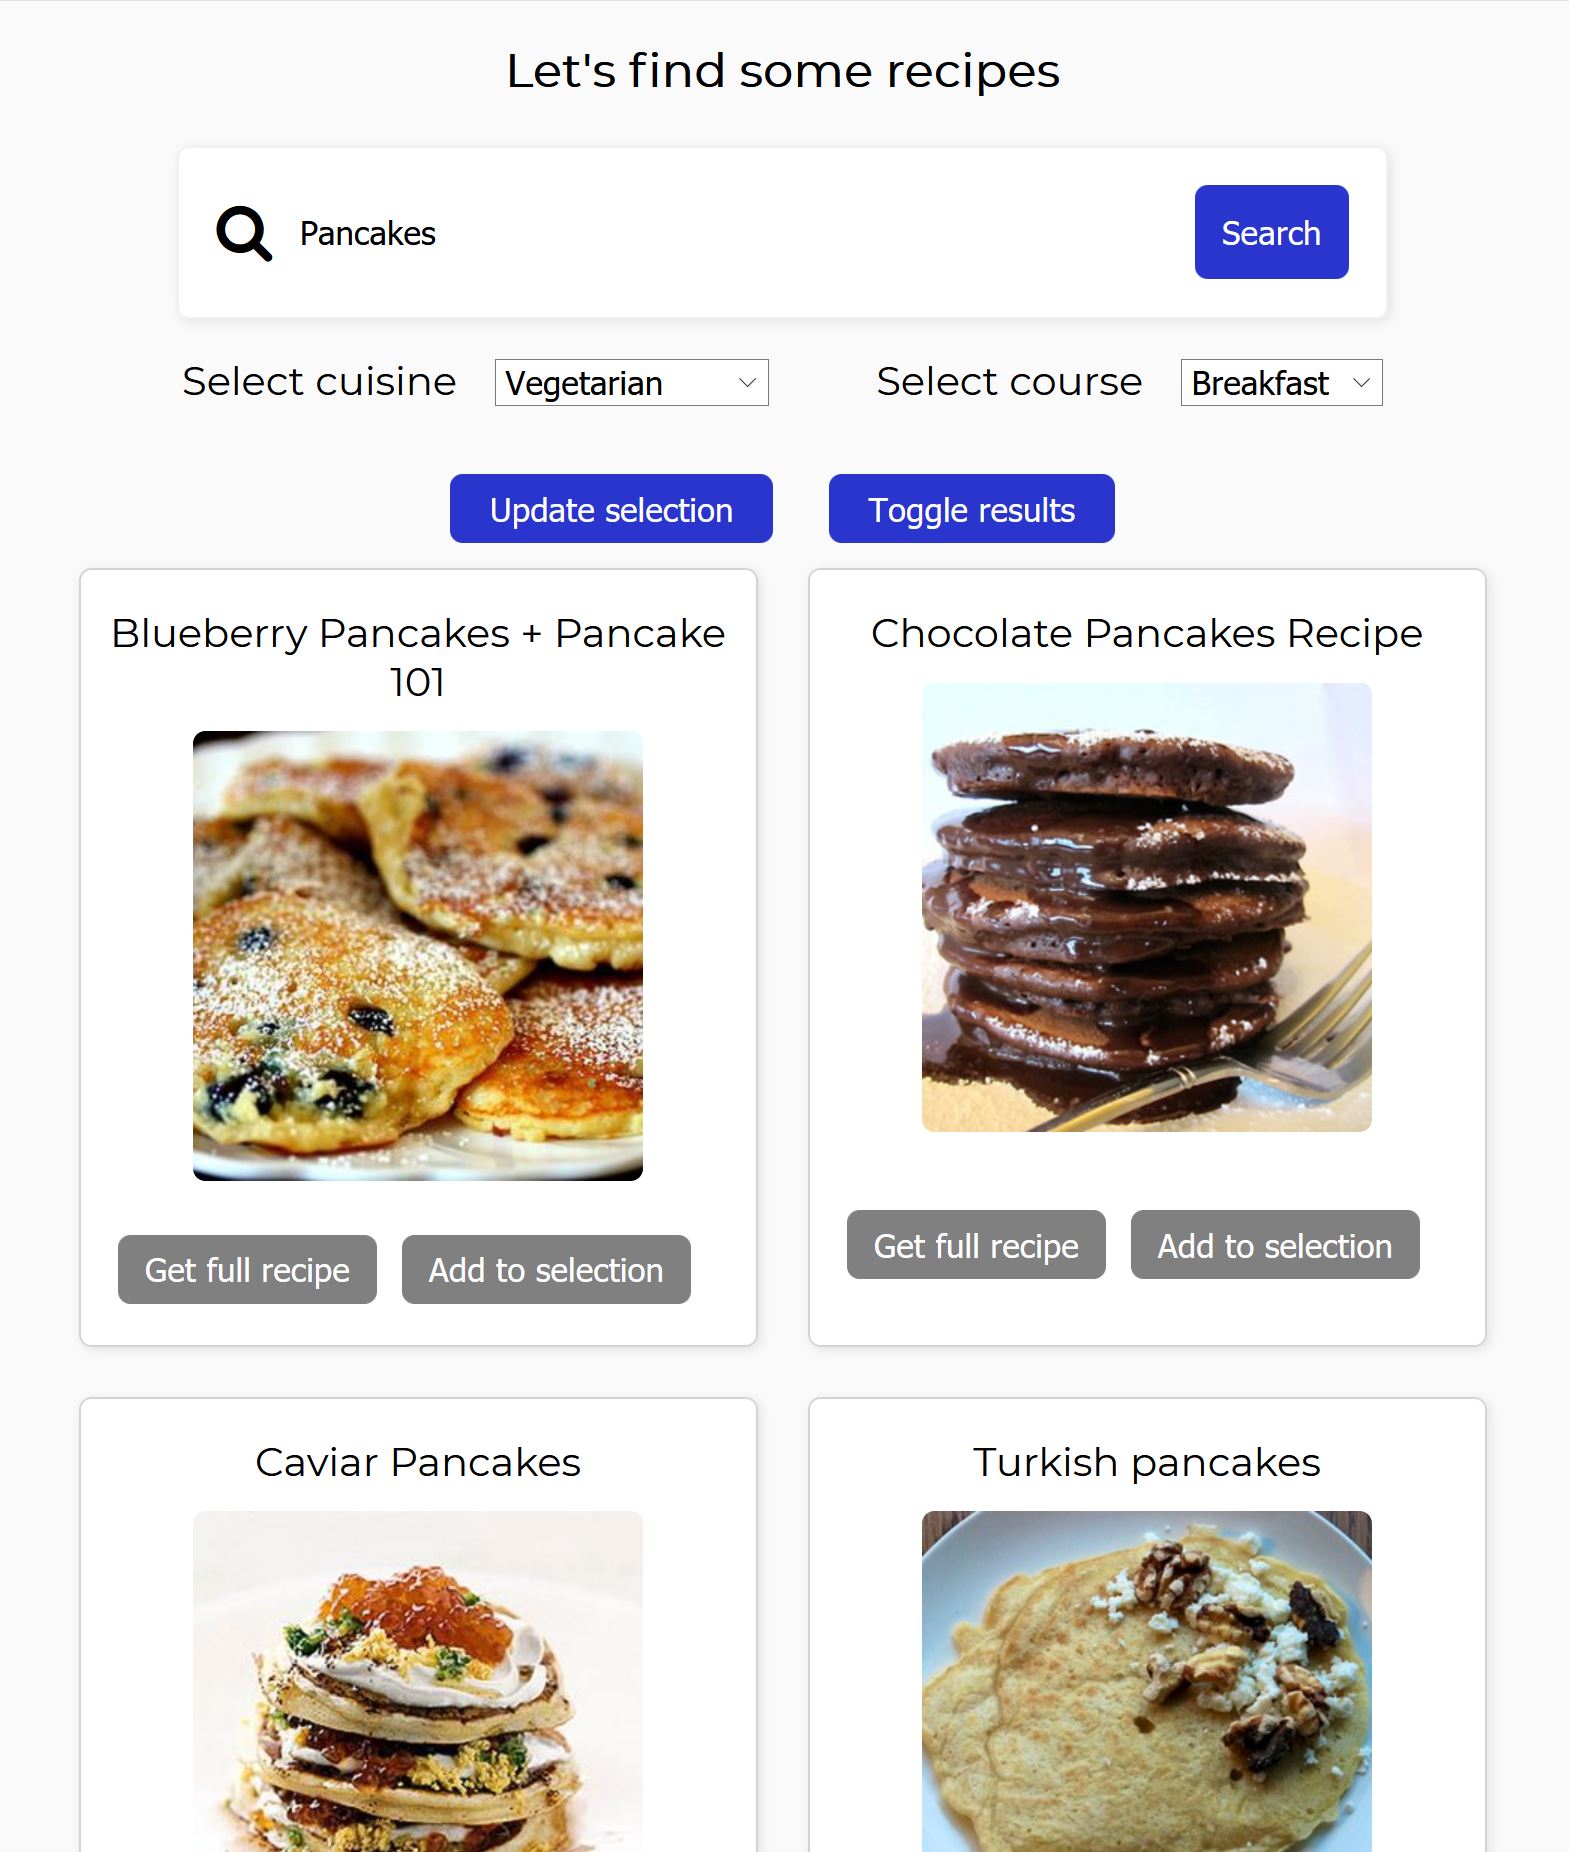 Let's find some recipes
Pancakes
Search
Select cuisine
Vegetarian
Select course
Breakfast
Update selection
Toggle results
Blueberry Pancakes + Pancake
101
Get full recipe
Add to selection
Chocolate Pancakes Recipe
Get full recipe
Add to selection
Caviar Pancakes
Turkish pancakes